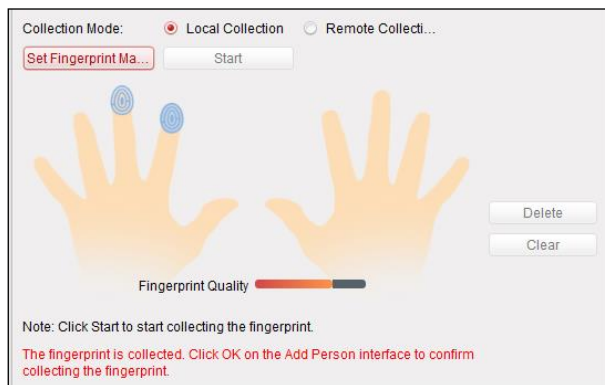 Collection Mode: Local Collection Remote Collecti...
Set Fingerprint Ma... Start
Delete
Clear
Fingerprint Quality
Note: Click Start to start collecting the fingerprint.
The fingerprint is collected. Click OK on the Add Person interface to confirm
collecting the fingerprint.